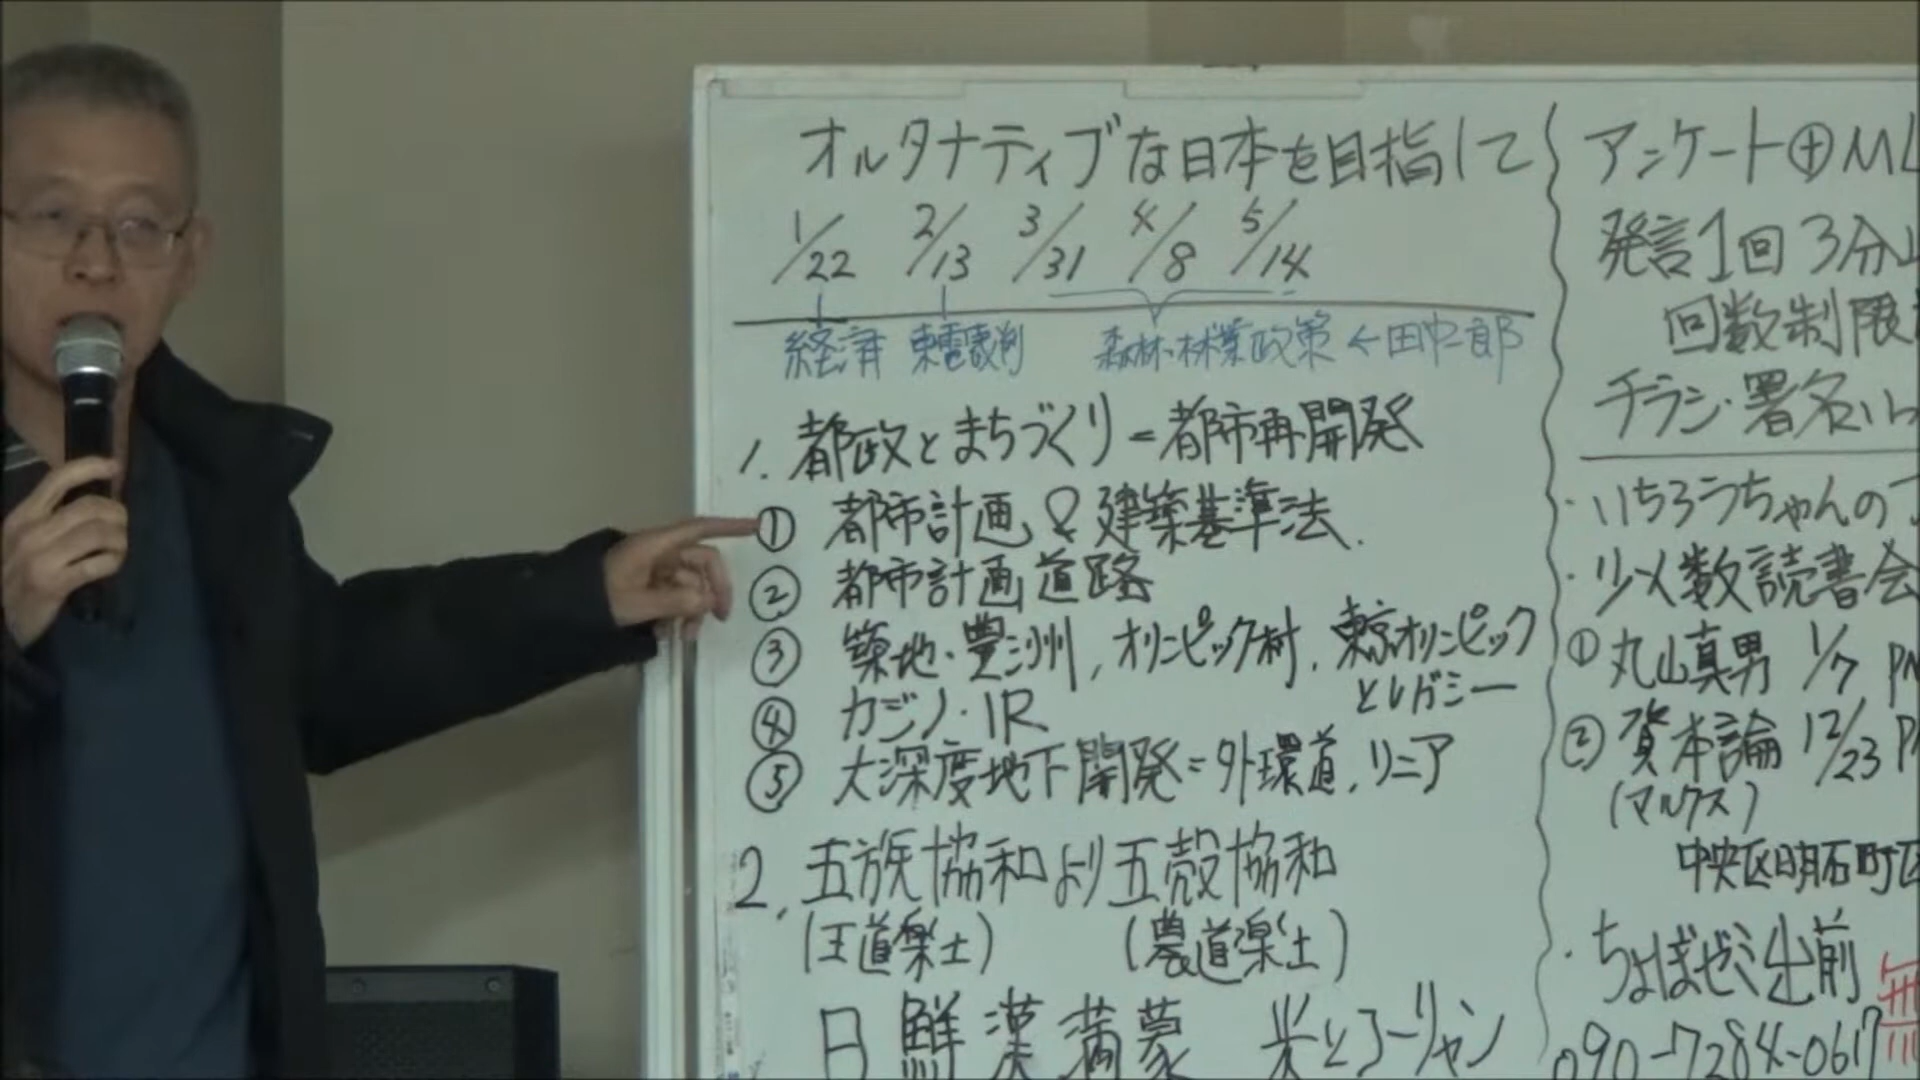 オルタナティブな日本を目指して
1/22 2/13 3/31 4/8 5/14
経済 東電裁判 森林・林業政策 ← 田中一郎
1. 都政とまちづくり = 都市再開発
① 都市計画 & 建築基準法.
② 都市計画道路
③ 築地・豊洲, オリンピック村, 東京オリンピック
とレガシー
④ カジノ・IR
⑤ 大深度地下開発 = 外環道, リニア
2. 五族協和より五穀協和
(王道楽土) (農道楽土)
日 鮮 漢 満 蒙 米とコーリャン
アンケート⊕ML
発言1回3分
回数制限
チラシ・署名
・いちろうちゃんの
・少人数読書会
① 丸山真男 1/7 PM
② 資本論 12/23
(マルクス)
中央区明石町区
・ちょぼゼミ出前
090-7284-0617